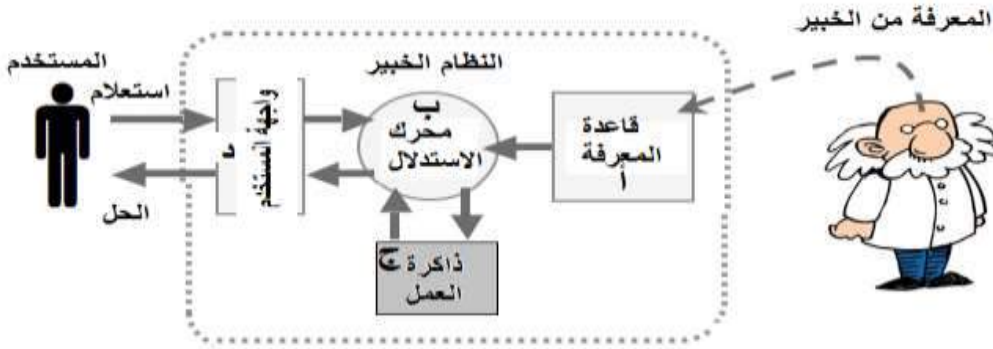 المعرفة من الخبير
النظام الخبير
المستخدم
استعلام
الحل
واجهة المستخدم
د
ب
محرك
الاستدلال
قاعدة
المعرفة
أ
ذاكرة ج
العمل